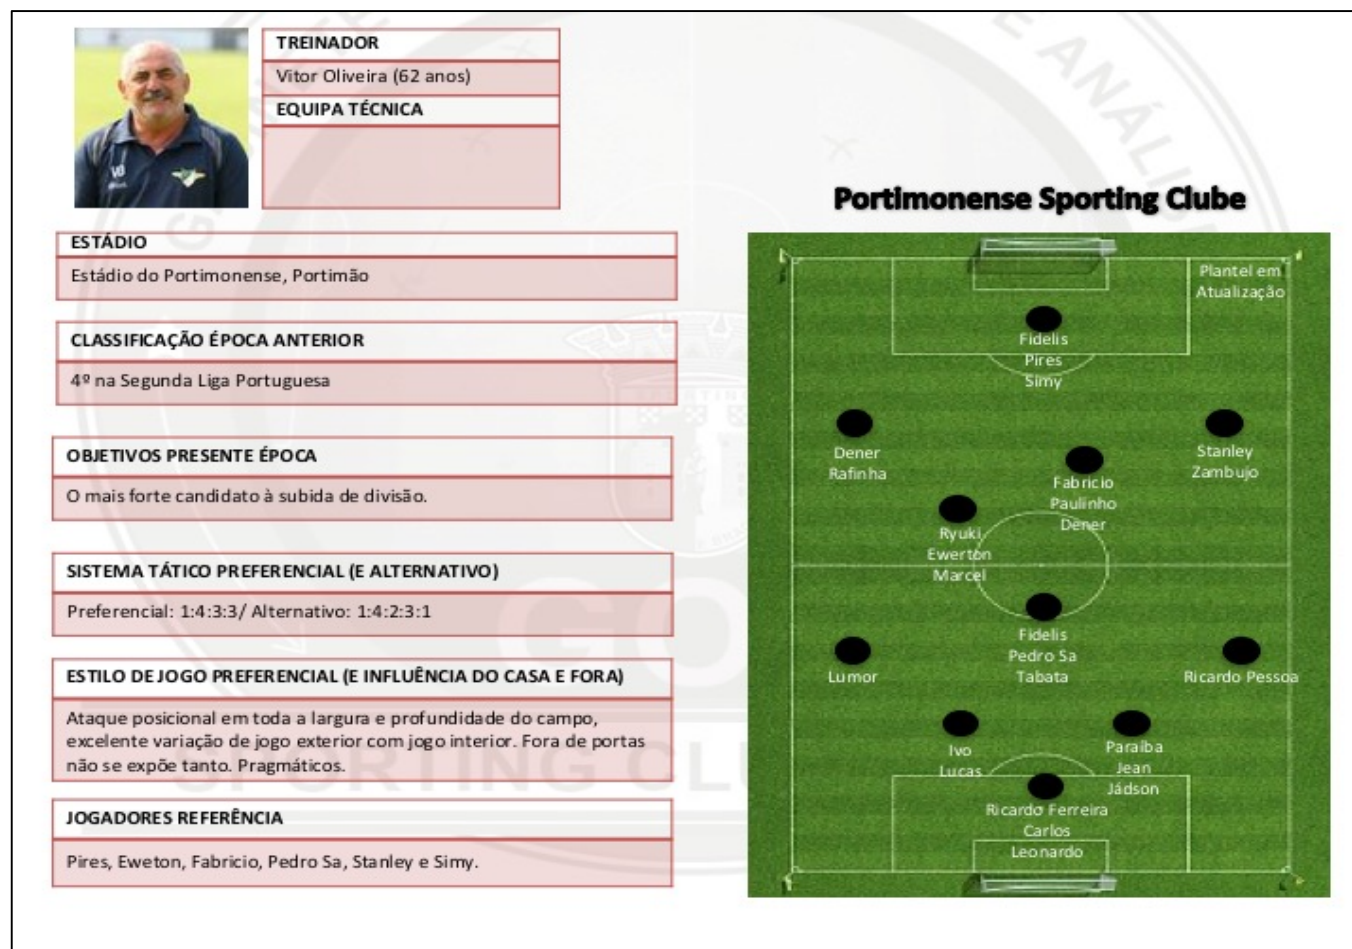 TREINADOR
Vitor Oliveira (62 anos)
EQUIPA TÉCNICA
ESTÁDIO
Estádio do Portimonense, Portimão
CLASSIFICAÇÃO ÉPOCA ANTERIOR
4º na Segunda Liga Portuguesa
OBJETIVOS PRESENTE ÉPOCA
O mais forte candidato à subida de divisão.
SISTEMA TÁTICO PREFERENCIAL (E ALTERNATIVO)
Preferencial: 1:4:3:3/ Alternativo: 1:4:2:3:1
ESTILO DE JOGO PREFERENCIAL (E INFLUÊNCIA DO CASA E FORA)
Ataque posicional em toda a largura e profundidade do campo,
excelente variação de jogo exterior com jogo interior. Fora de portas
não se expõe tanto. Pragmáticos.
JOGADORES REFERÊNCIA
Pires, Eweton, Fabricio, Pedro Sa, Stanley e Simy.
Portimonense Sporting Clube
Plantel em
Atualização
Fidelis
Pires
Simy
Dener
Rafinha
Stanley
Zambujo
Fabricio
Paulinho
Dener
Ryuki
Ewerton
Marcel
Fidelis
Pedro Sa
Tabata
Lumor
Ricardo Pessoa
Ivo
Lucas
Paraíba
Jean
Jádson
Ricardo Ferreira
Carlos
Leonardo
E ANÁLISE
SPORTING CLU